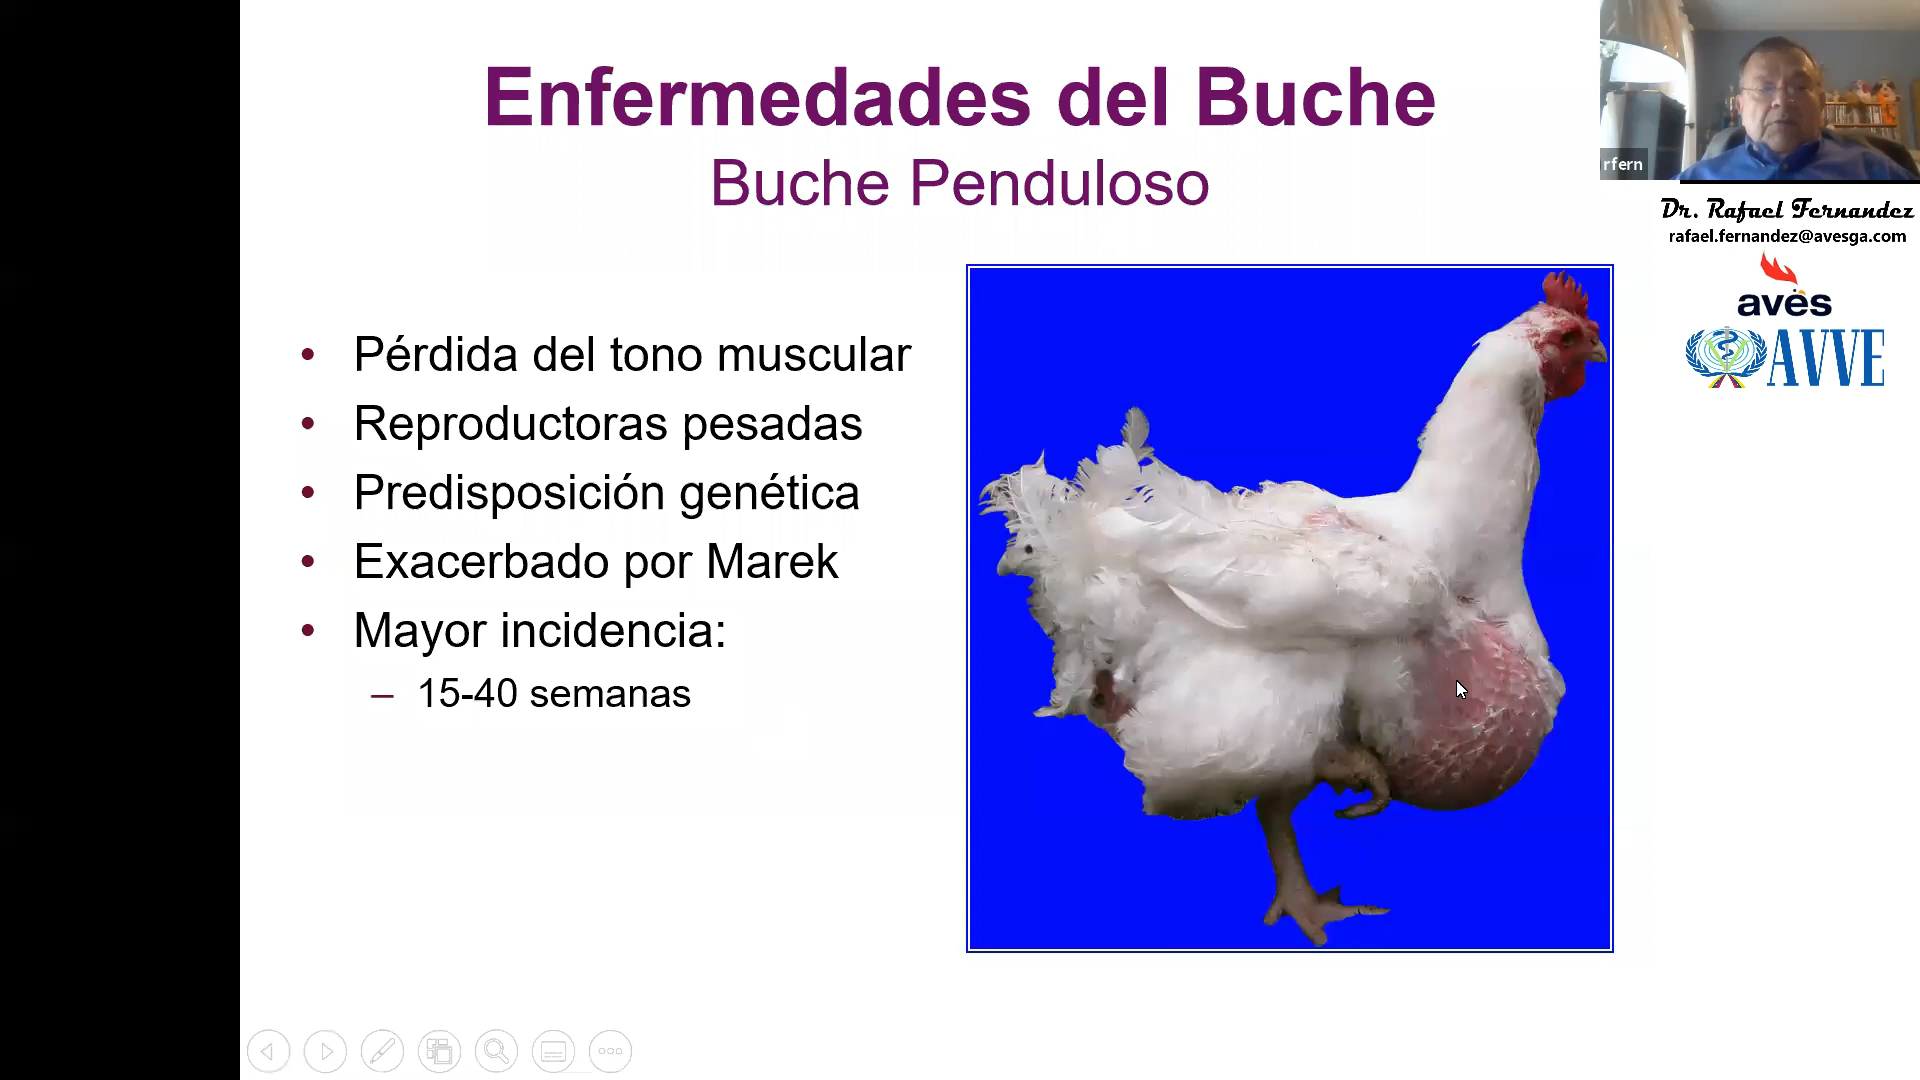 Enfermedades del Buche
Buche Penduloso
• Pérdida del tono muscular
• Reproductoras pesadas
• Predisposición genética
• Exacerbado por Marek
• Mayor incidencia:
– 15-40 semanas
rfern
Dr. Rafael Fernandez
rafael.fernandez@avesga.com
avès
AVVE